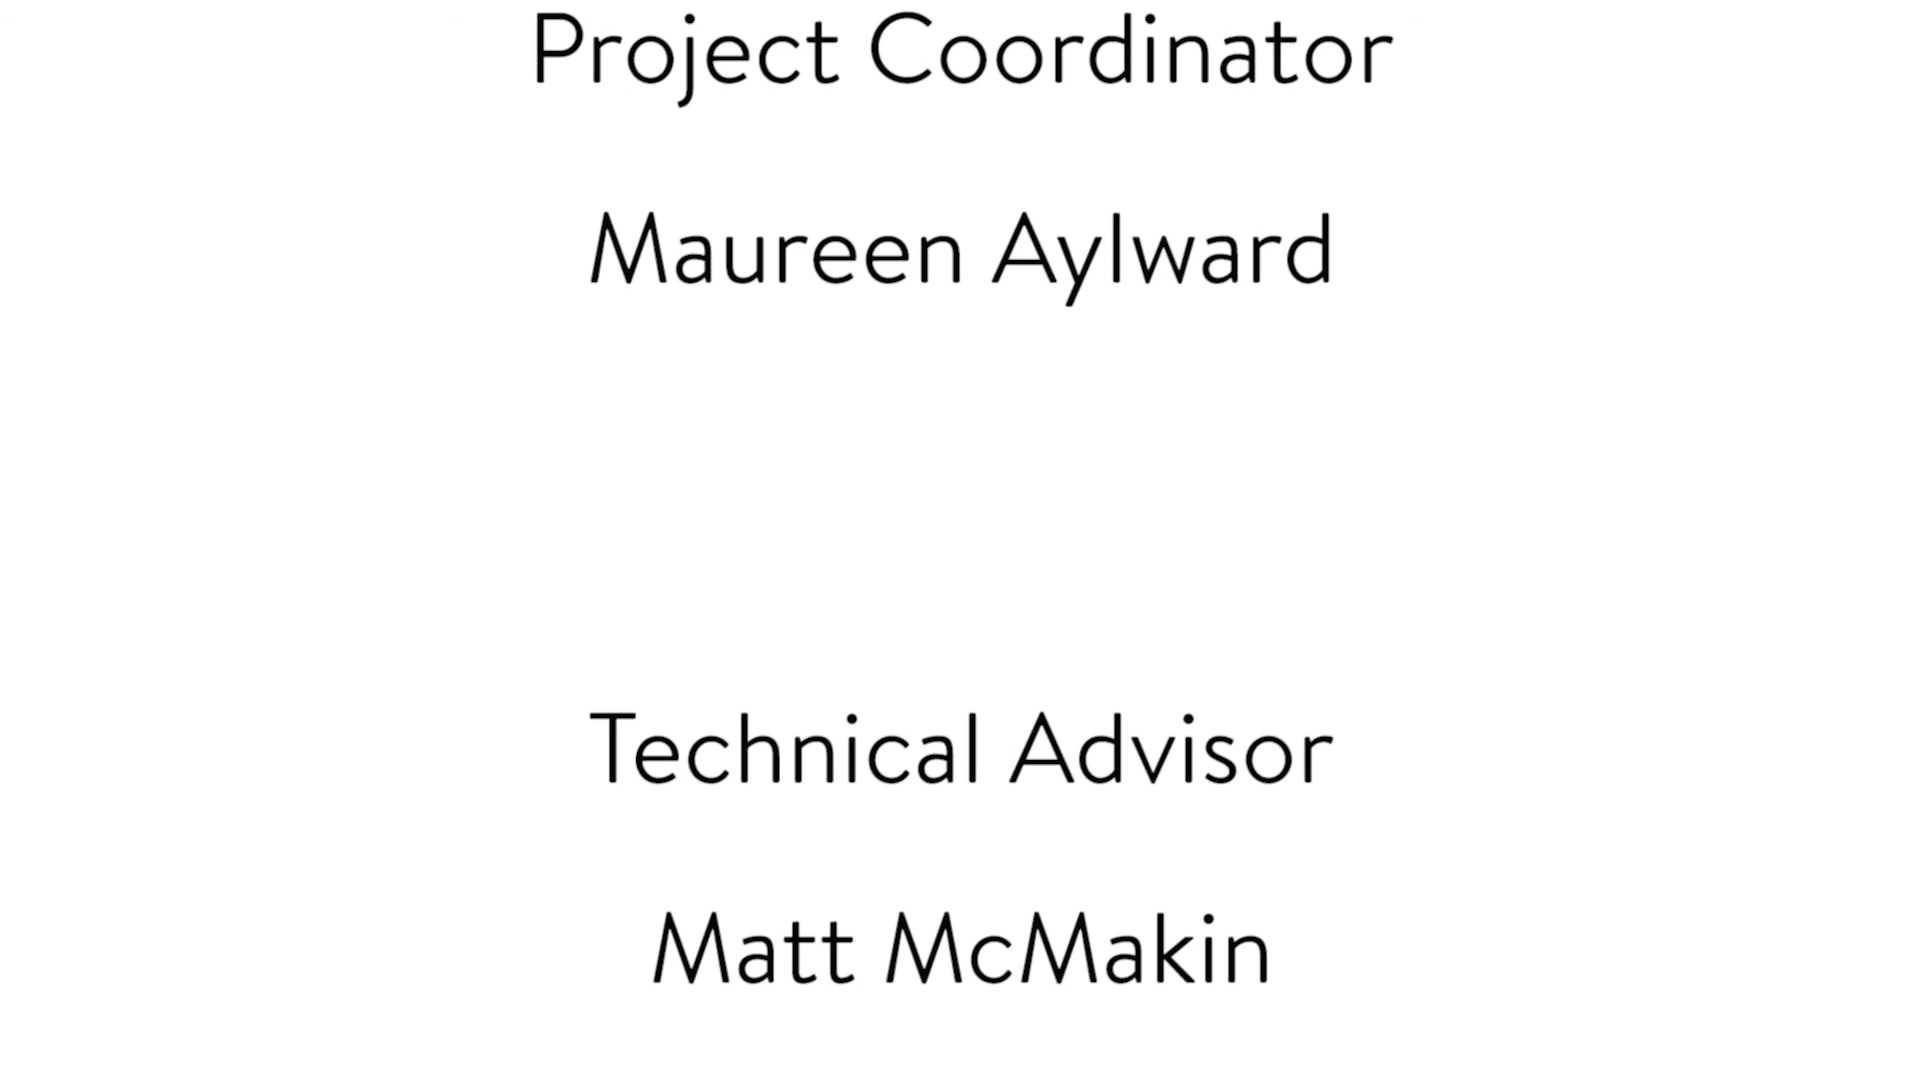 Project Coordinator
Maureen Aylward
Technical Advisor
Matt McMakin